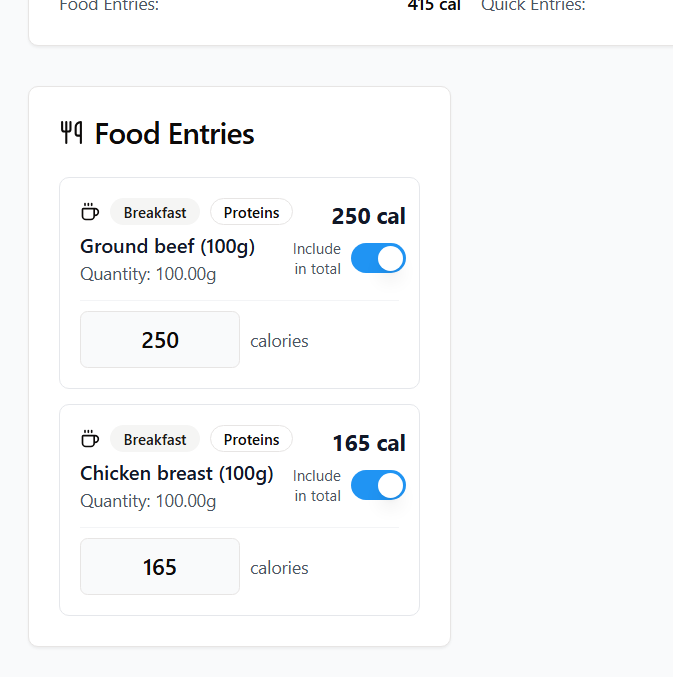 Food Entries: 415 cal Quick Entries:
Food Entries
Breakfast Proteins 250 cal
Ground beef (100g) Include
in total
Quantity: 100.00g
250 calories
Breakfast Proteins 165 cal
Chicken breast (100g) Include
in total
Quantity: 100.00g
165 calories